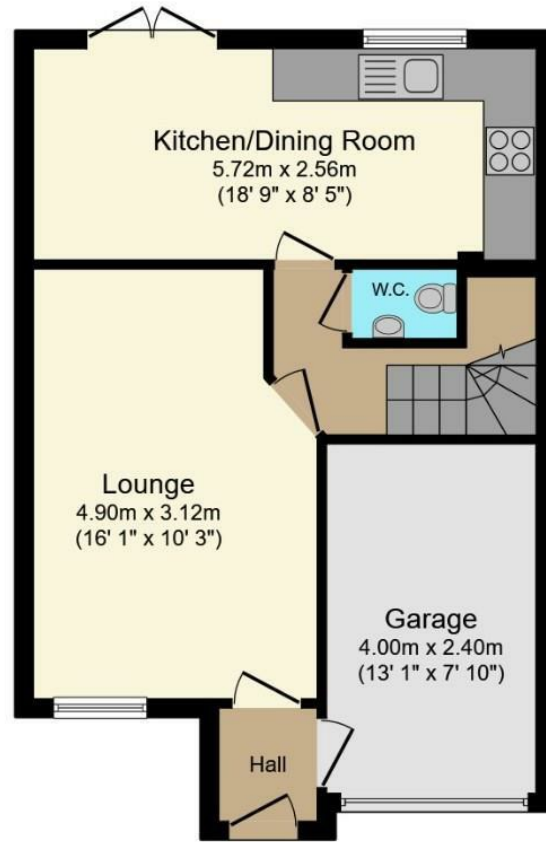 Kitchen/Dining Room
5.72m x 2.56m
(18' 9" x 8' 5")
W.C.
Lounge
4.90m x 3.12m
(16' 1" x 10' 3")
Garage
4.00m x 2.40m
(13' 1" x 7' 10")
Hall